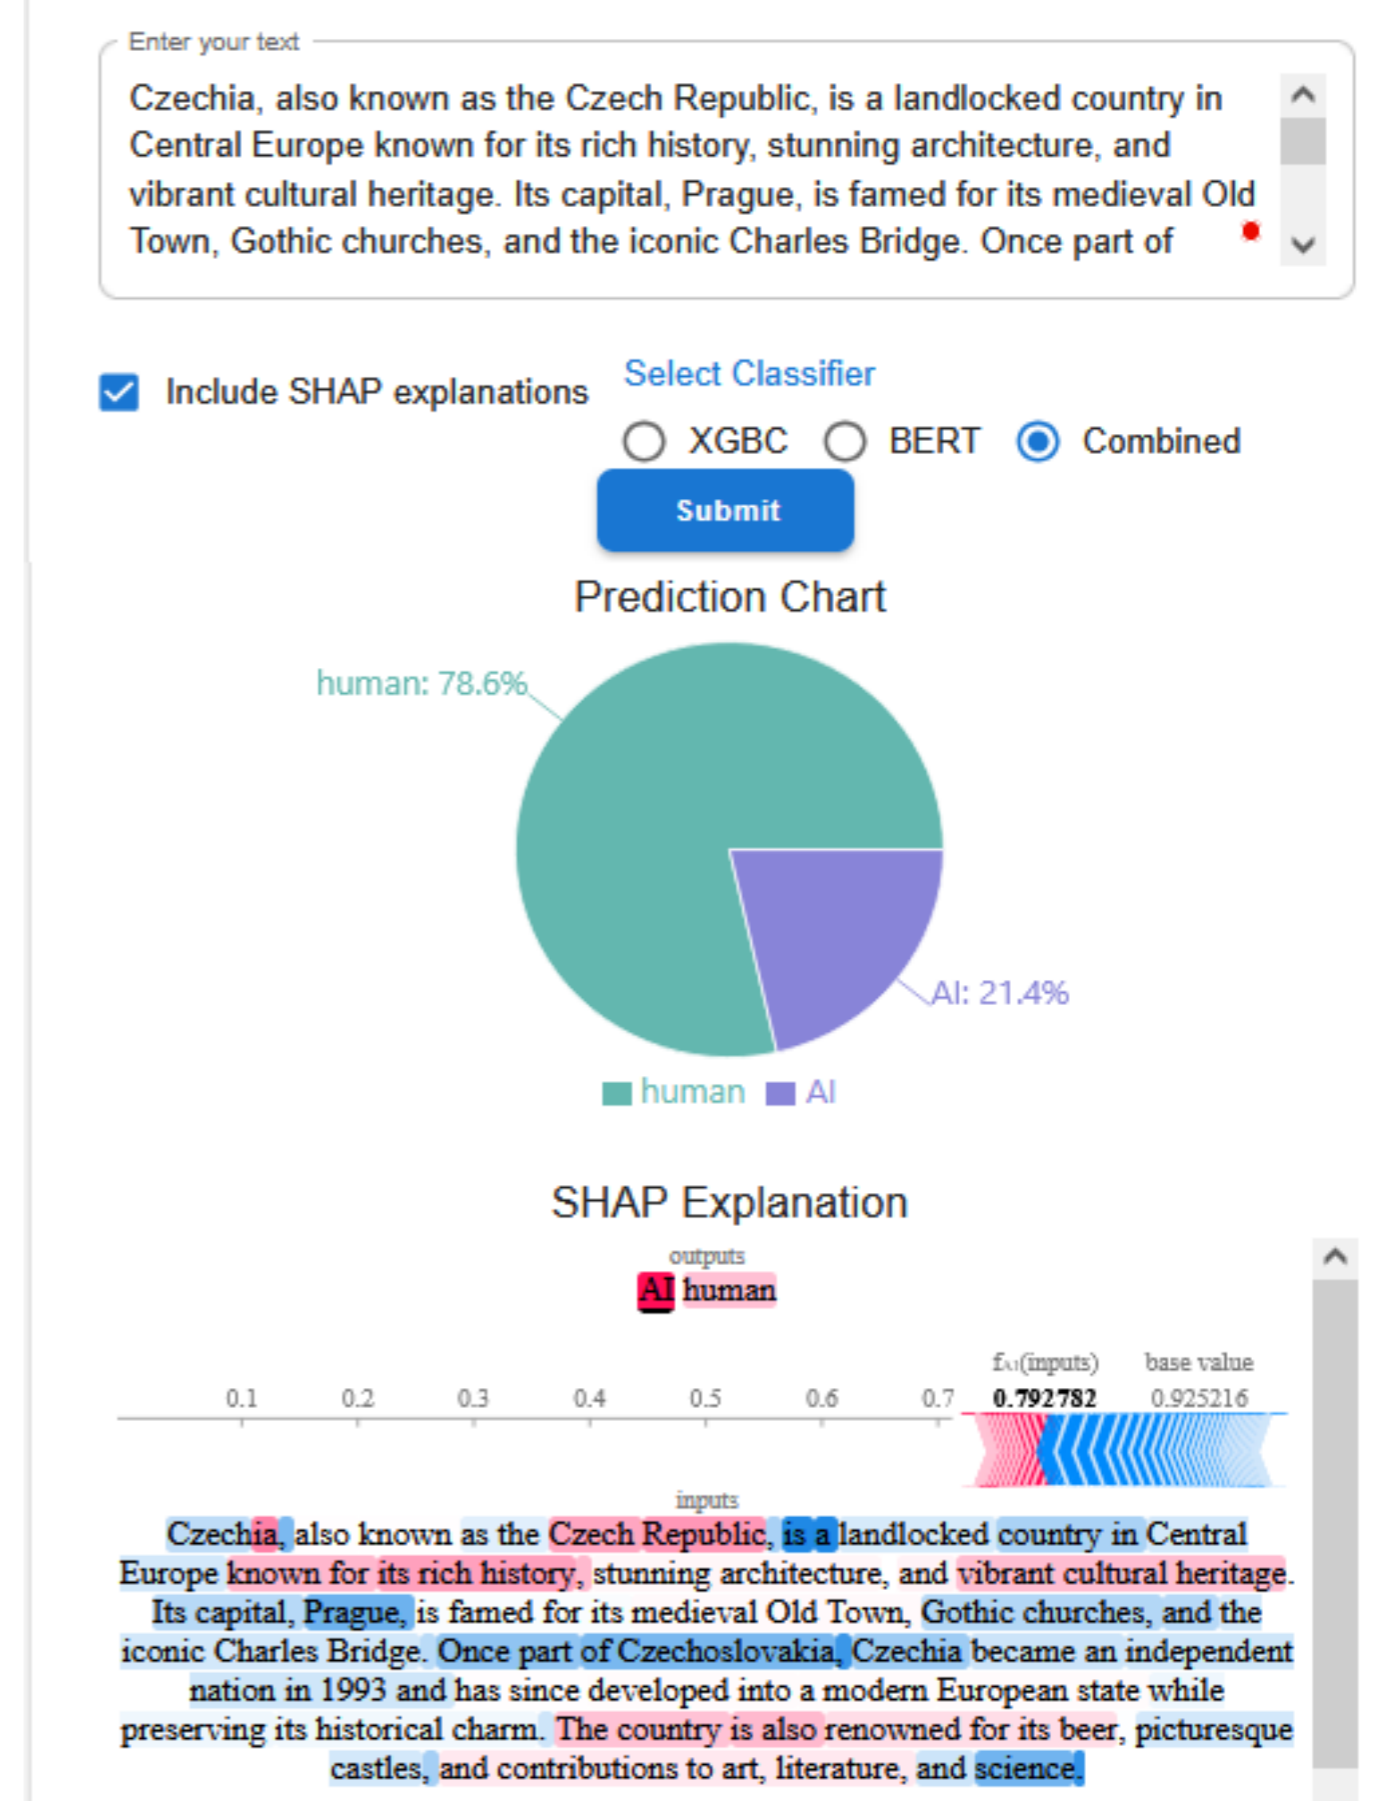 Enter your text
Czechia, also known as the Czech Republic, is a landlocked country in
Central Europe known for its rich history, stunning architecture, and
vibrant cultural heritage. Its capital, Prague, is famed for its medieval Old
Town, Gothic churches, and the iconic Charles Bridge. Once part of
Include SHAP explanations
Select Classifier
XGBC BERT Combined
Submit
Prediction Chart
human: 78.6%
AI: 21.4%
human AI
SHAP Explanation
outputs
AI human
fAI(inputs) base value
0.1 0.2 0.3 0.4 0.5 0.6 0.7 0.792782 0.925216
inputs
Czechia, also known as the Czech Republic, is a landlocked country in Central
Europe known for its rich history, stunning architecture, and vibrant cultural heritage.
Its capital, Prague, is famed for its medieval Old Town, Gothic churches, and the
iconic Charles Bridge. Once part of Czechoslovakia, Czechia became an independent
nation in 1993 and has since developed into a modern European state while
preserving its historical charm. The country is also renowned for its beer, picturesque
castles, and contributions to art, literature, and science.